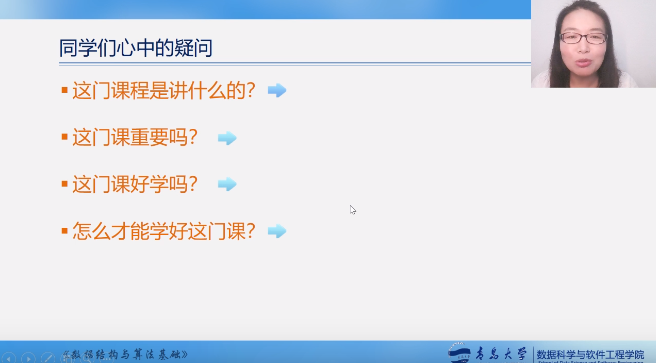 同学们心中的疑问
▪这门课程是讲什么的？
▪这门课重要吗？
▪这门课好学吗？
▪怎么才能学好这门课？
《数据结构与算法基础》
青岛大学
数据科学与软件工程学院